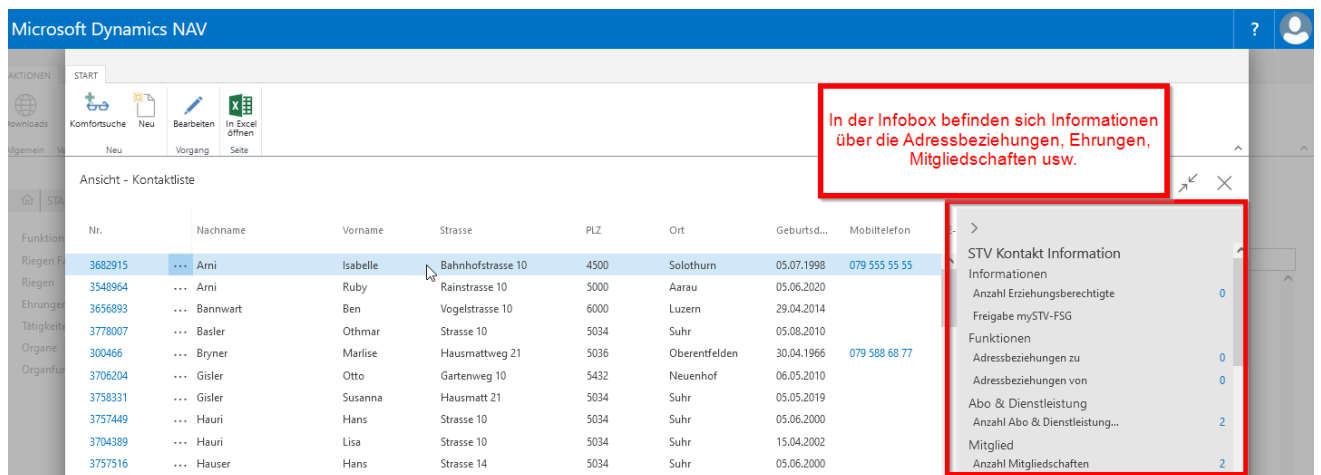 Microsoft Dynamics NAV ?
AKTIONEN START
Komfortsuche Neu Bearbeiten In Excel öffnen
Neu Vorgang Seite
In der Infobox befinden sich Informationen
über die Adressbeziehungen, Ehrungen,
Mitgliedschaften usw.
Ansicht - Kontaktliste
Nr. Nachname Vorname Strasse PLZ Ort Geburtsd... Mobiltelefon
3682915 ... Arni Isabelle Bahnhofstrasse 10 4500 Solothurn 05.07.1998 079 555 55 55
3548964 ... Arni Ruby Rainstrasse 10 5000 Aarau 05.06.2020
3656893 ... Bannwart Ben Vogelstrasse 10 6000 Luzern 29.04.2014
3778007 ... Basler Othmar Strasse 10 5034 Suhr 05.08.2010
300466 ... Bryner Marlise Hausmattweg 21 5036 Oberentfelden 30.04.1966 079 588 68 77
3706204 ... Gisler Otto Gartenweg 10 5432 Neuenhof 06.05.2010
3758331 ... Gisler Susanna Hausmatt 21 5034 Suhr 05.05.2019
3757449 ... Hauri Hans Strasse 10 5034 Suhr 05.06.2000
3704389 ... Hauri Lisa Strasse 10 5034 Suhr 15.04.2002
3757516 ... Hauser Hans Strasse 14 5034 Suhr 05.06.2000
STV Kontakt Information
Informationen
Anzahl Erziehungsberechtigte 0
Freigabe mySTV-FSG
Funktionen
Adressbeziehungen zu 0
Adressbeziehungen von 0
Abo & Dienstleistung
Anzahl Abo & Dienstleistung... 2
Mitglied
Anzahl Mitgliedschaften 2
Riegen
Organe